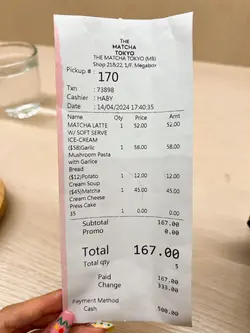 THE
MATCHA
TOKYO
THE MATCHA TOKYO (MB)
Shop 21&22, 1/F. Megabox
Pickup # : 170
Txn : 73898
Cashier : HABY
Date : 14/04/2024 17:40:35
Name Qty Price Amt
MATCHA LATTE 1 52.00 52.00
W/ SOFT SERVE
ICE-CREAM
($58)Garlic 1 58.00 58.00
Mushroom Pasta
with Garlice
Bread
($12)Potato 1 12.00 12.00
Cream Soup
($45)Matcha 1 45.00 45.00
Cream Cheese
Press Cake
35 1 0.00 0.00
Subtotal 167.00
Promo 0.00
Total 167.00
Total qty 5
Paid 167.00
Change 333.00
Payment Method
Cash 500.00